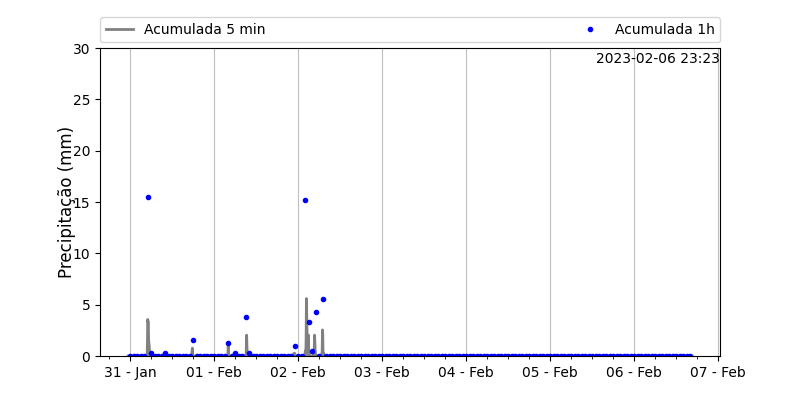 Acumulada 5 min Acumulada 1h
2023-02-06 23:23
Precipitação (mm)
30
25
20
15
10
5
0
31 - Jan 01 - Feb 02 - Feb 03 - Feb 04 - Feb 05 - Feb 06 - Feb 07 - Feb